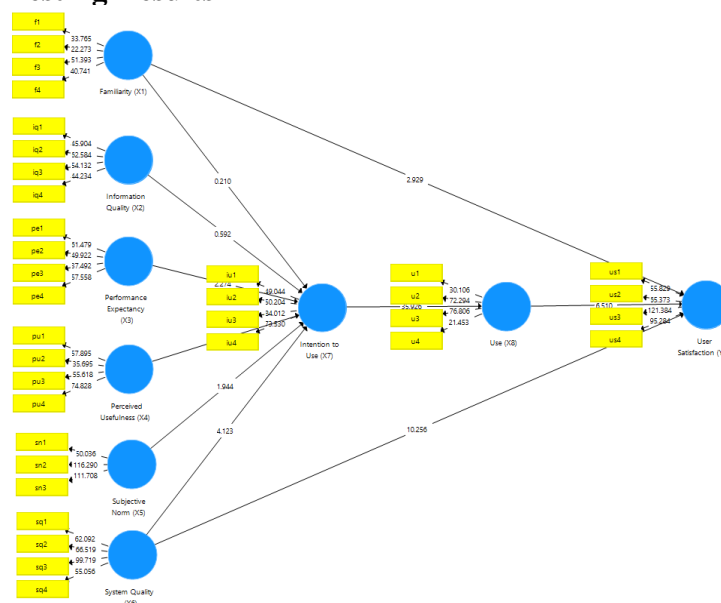 f1
f2
f3
f4
33.765
22.273
51.393
40.741
Familiarity (X1)
iq1
iq2
iq3
iq4
45.904
52.584
54.132
44.234
Information
Quality (X2)
pe1
pe2
pe3
pe4
51.479
49.922
37.492
57.558
Performance
Expectancy
(X3)
pu1
pu2
pu3
pu4
57.895
35.695
55.618
74.828
Perceived
Usefulness (X4)
sn1
sn2
sn3
50.036
116.290
111.708
Subjective
Norm (X5)
sq1
sq2
sq3
sq4
62.092
66.519
99.719
55.056
System Quality
0.210
0.592
2.274
1.944
4.123
2.929
10.256
iu1
iu2
iu3
iu4
49.044
50.204
34.012
73.530
Intention to
Use (X7)
35.926
u1
u2
u3
u4
30.106
72.294
76.806
21.453
Use (X8)
6.510
us1
us2
us3
us4
55.829
55.373
121.384
95.284
User
Satisfaction